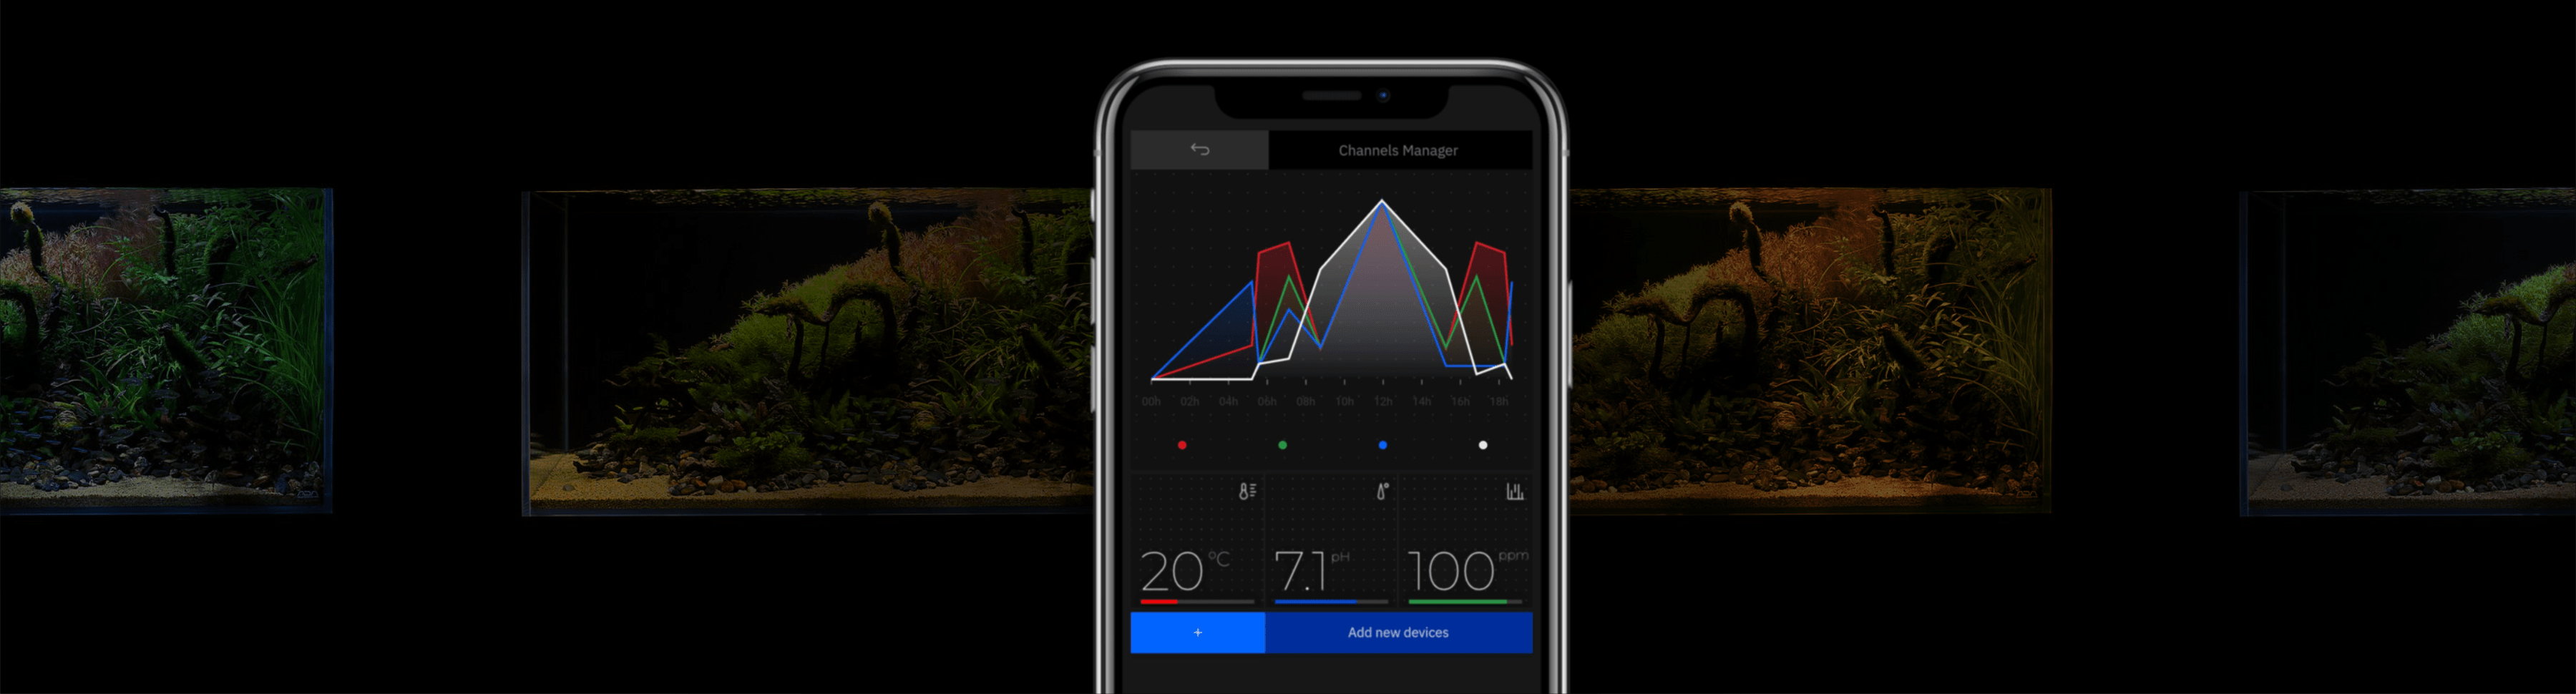 Channels Manager
00h 02h 04h 06h 08h 10h 12h 14h 16h 18h
20 °C
7.1 pH
100 ppm
+ Add new devices